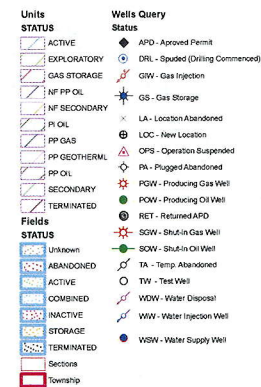 Units
STATUS
ACTIVE
EXPLORATORY
GAS STORAGE
NF PP OIL
NF SECONDARY
PI OIL
PP GAS
PP GEOTHERML
PP OIL
SECONDARY
TERMINATED
Fields
STATUS
Unknown
ABANDONED
ACTIVE
COMBINED
INACTIVE
STORAGE
TERMINATED
Sections
Township
Wells Query
Status
APD - Aproved Permit
DRL - Spuded (Drilling Commenced)
GIW - Gas Injection
GS - Gas Storage
LA - Location Abandoned
LOC - New Location
OPS - Operation Suspended
PA - Plugged Abandoned
PGW - Producing Gas Well
POW - Producing Oil Well
RET - Returned APD
SGW - Shut-in Gas Well
SOW - Shut-in Oil Well
TA - Temp. Abandoned
TW - Test Well
WDW - Water Disposal
WIW - Water Injection Well
WSW - Water Supply Well